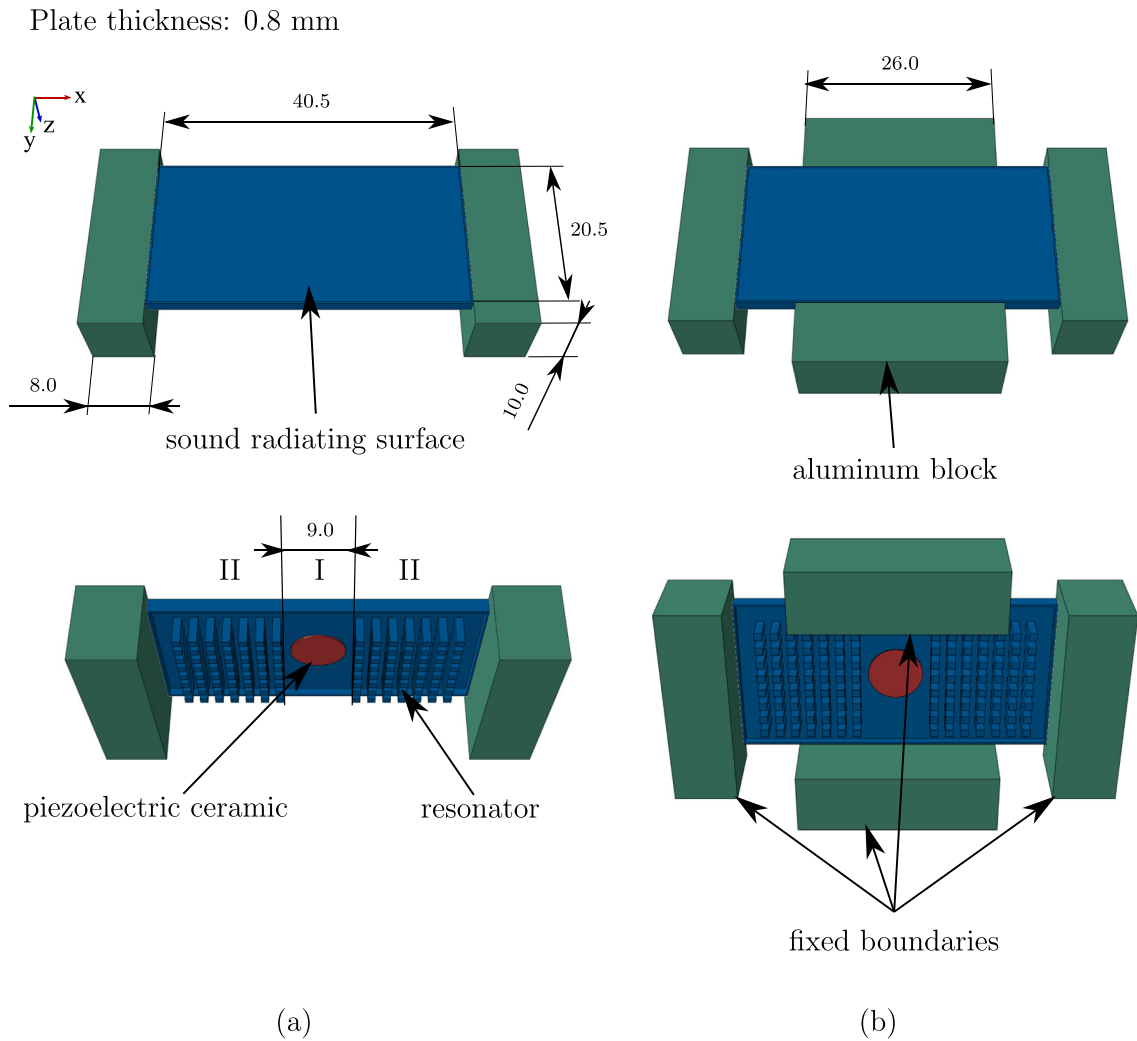 Plate thickness: 0.8 mm
26.0
40.5
x
z
y
20.5
8.0
10.0
sound radiating surface
aluminum block
9.0
II I II
piezoelectric ceramic
resonator
fixed boundaries
(a)
(b)